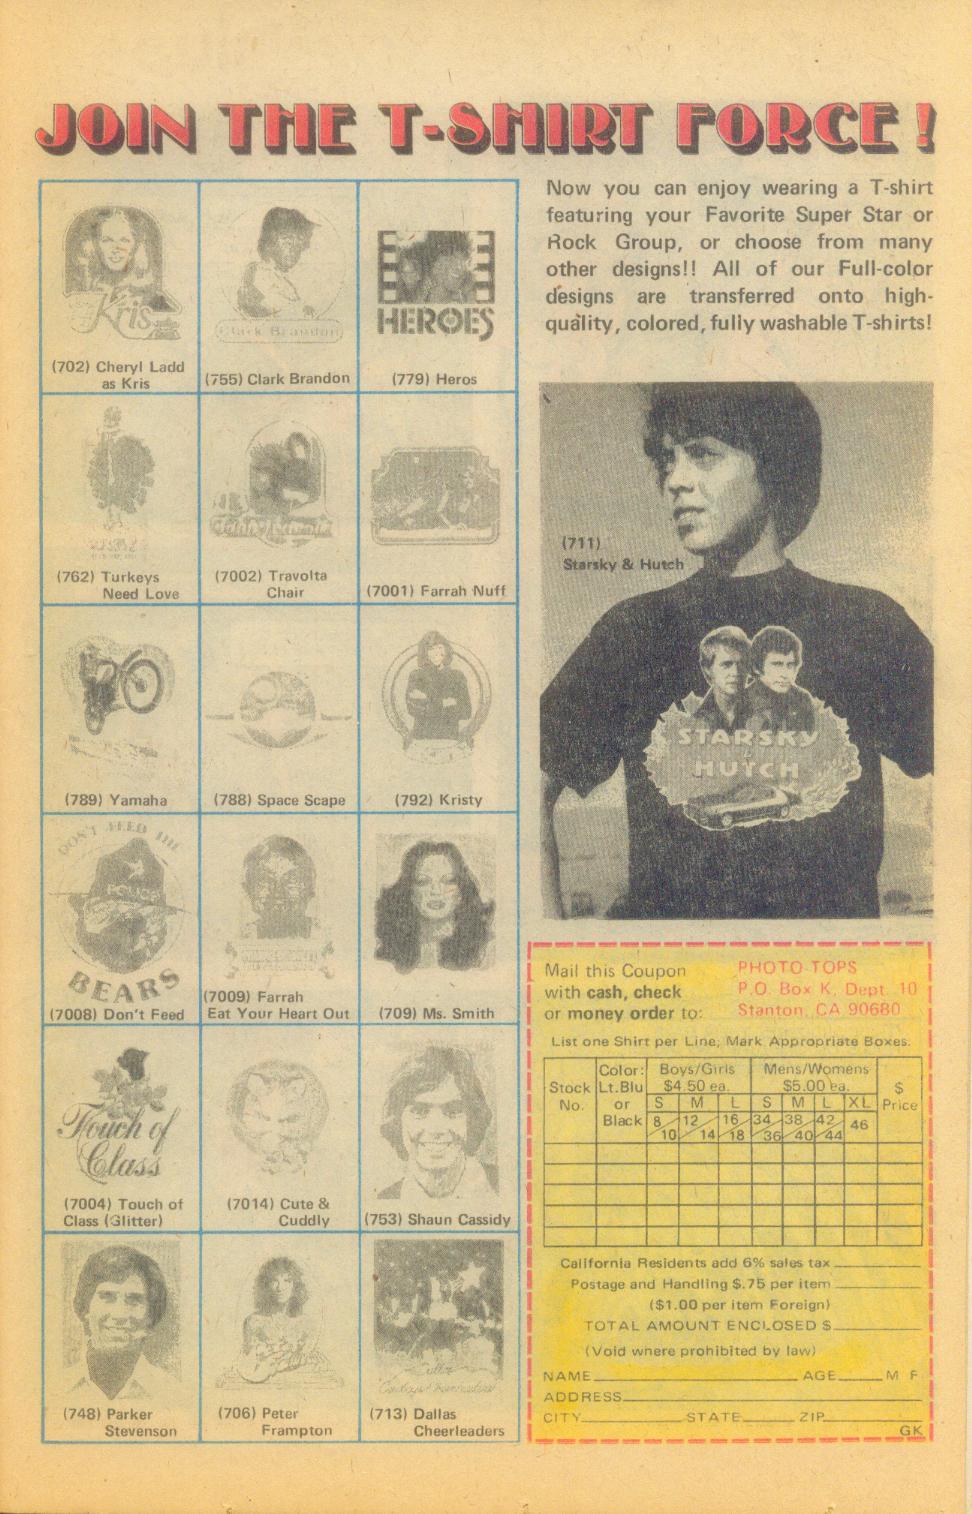 JOIN THE T-SHIRT FORCE!
Now you can enjoy wearing a T-shirt
featuring your Favorite Super Star or
Rock Group, or choose from many
other designs!! All of our Full-color
designs are transferred onto high-
quality, colored, fully washable T-shirts!
Kris
(702) Cheryl Ladd
as Kris
Clark Brandon
(755) Clark Brandon
HEROES
(779) Heros
(762) Turkeys
Need Love
(7002) Travolta
Chair
(7001) Farrah Nuff
(789) Yamaha
(788) Space Scape
(792) Kristy
DON'T FEED THE
POLICE
BEARS
(7008) Don't Feed
(7009) Farrah
Eat Your Heart Out
(709) Ms. Smith
Touch of
Class
(7004) Touch of
Class (Glitter)
(7014) Cute &
Cuddly
(753) Shaun Cassidy
(748) Parker
Stevenson
(706) Peter
Frampton
(713) Dallas
Cheerleaders
(711)
Starsky & Hutch
STARSKY
HUTCH
Mail this Coupon
with cash, check
or money order to:
PHOTO-TOPS
P.O. Box K, Dept. 10
Stanton, CA 90680
List one Shirt per Line; Mark Appropriate Boxes.
Stock
No.
Color:
Lt.Blu
or
Black
Boys/Girls
$4.50 ea.
Mens/Womens
$5.00 ea.
$
Price
S M L S M L XL
8/10 12/14 16/18 34/36 38/40 42/44 46
California Residents add 6% sales tax
Postage and Handling $.75 per item
($1.00 per item Foreign)
TOTAL AMOUNT ENCLOSED $
(Void where prohibited by law)
NAME AGE M F
ADDRESS
CITY STATE ZIP
GK